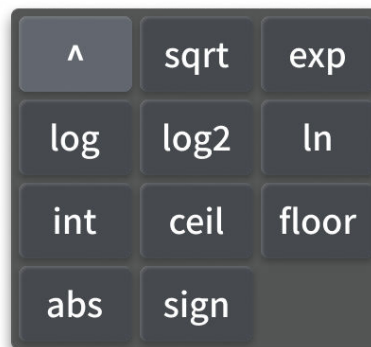 ^ sqrt exp
log log2 ln
int ceil floor
abs sign